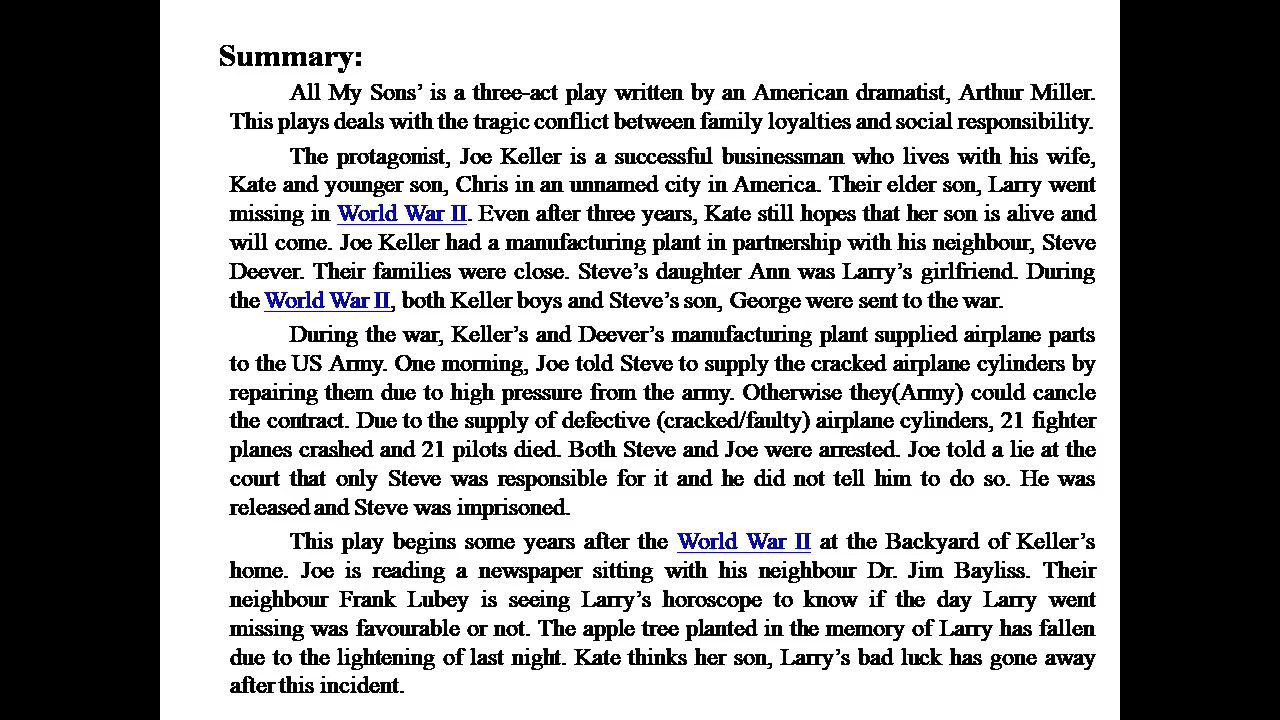 Summary:
All My Sons’ is a three-act play written by an American dramatist, Arthur Miller.
This plays deals with the tragic conflict between family loyalties and social responsibility.
The protagonist, Joe Keller is a successful businessman who lives with his wife,
Kate and younger son, Chris in an unnamed city in America. Their elder son, Larry went
missing in World War II. Even after three years, Kate still hopes that her son is alive and
will come. Joe Keller had a manufacturing plant in partnership with his neighbour, Steve
Deever. Their families were close. Steve’s daughter Ann was Larry’s girlfriend. During
the World War II, both Keller boys and Steve’s son, George were sent to the war.
During the war, Keller’s and Deever’s manufacturing plant supplied airplane parts
to the US Army. One morning, Joe told Steve to supply the cracked airplane cylinders by
repairing them due to high pressure from the army. Otherwise they(Army) could cancle
the contract. Due to the supply of defective (cracked/faulty) airplane cylinders, 21 fighter
planes crashed and 21 pilots died. Both Steve and Joe were arrested. Joe told a lie at the
court that only Steve was responsible for it and he did not tell him to do so. He was
released and Steve was imprisoned.
This play begins some years after the World War II at the Backyard of Keller’s
home. Joe is reading a newspaper sitting with his neighbour Dr. Jim Bayliss. Their
neighbour Frank Lubey is seeing Larry’s horoscope to know if the day Larry went
missing was favourable or not. The apple tree planted in the memory of Larry has fallen
due to the lightening of last night. Kate thinks her son, Larry’s bad luck has gone away
after this incident.